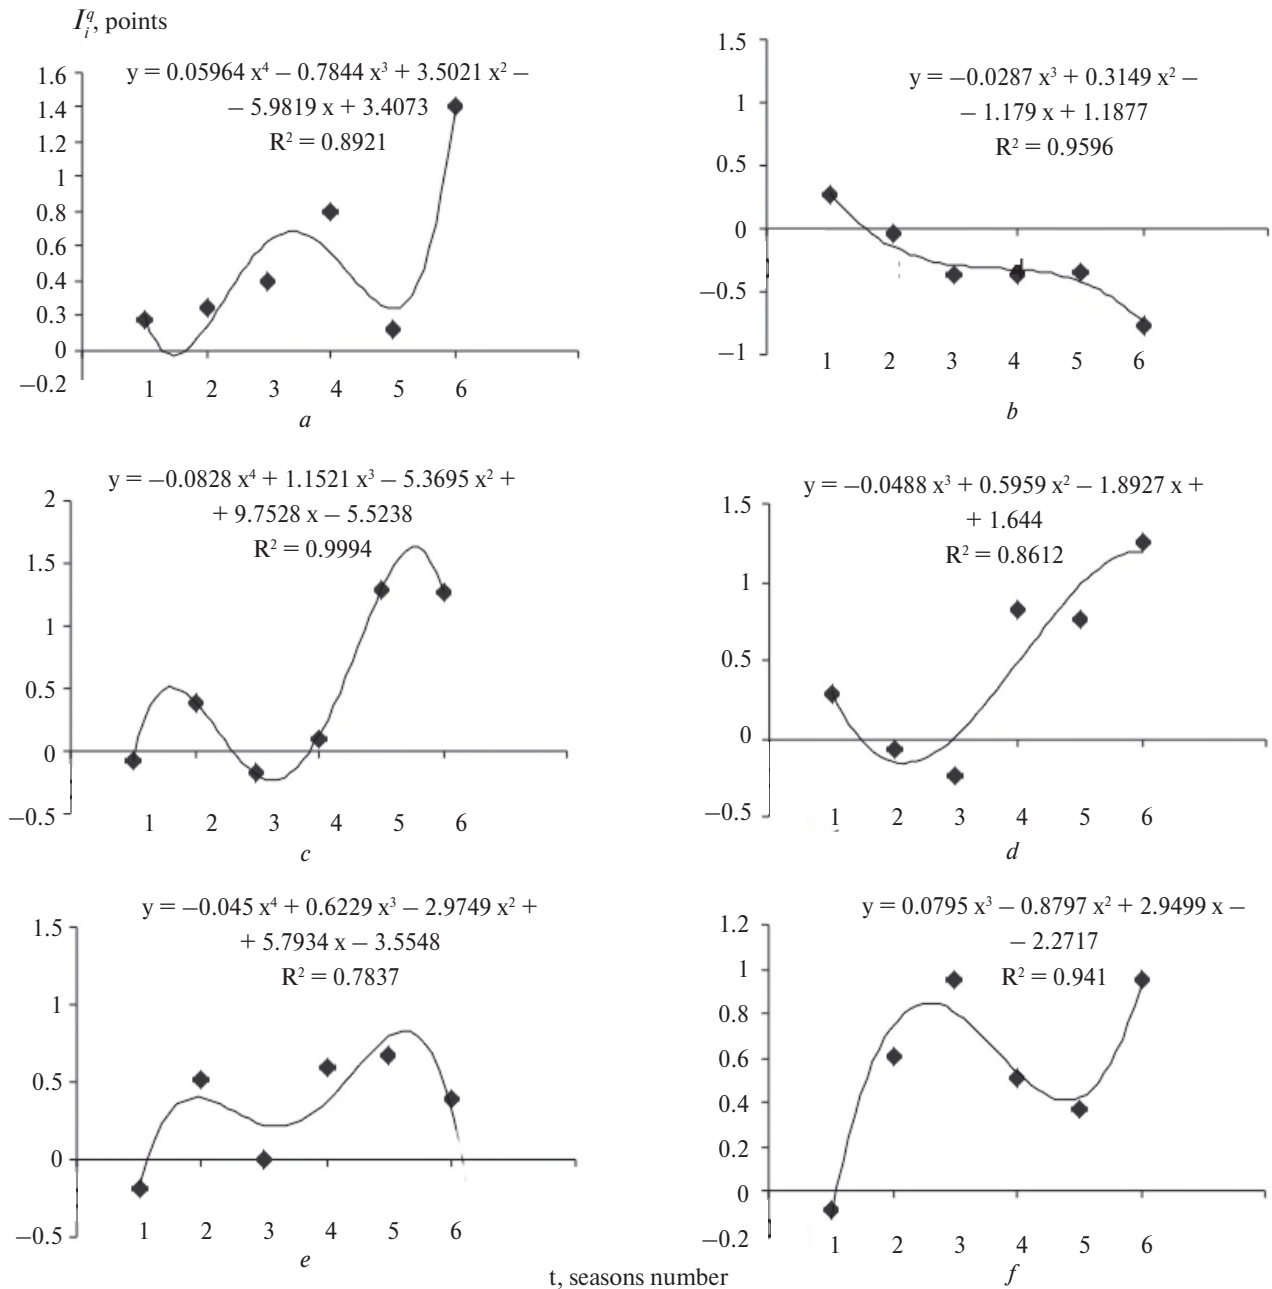 I_i^q, points
y = 0.05964 x⁴ − 0.7844 x³ + 3.5021 x² −
− 5.9819 x + 3.4073
R² = 0.8921
1.6
1.4
1.2
1
0.8
0.6
0.4
0.3
0
−0.2
1 2 3 4 5 6
a
y = −0.0287 x³ + 0.3149 x² −
− 1.179 x + 1.1877
R² = 0.9596
1.5
1
0.5
0
−0.5
−1
1 2 3 4 5 6
b
y = −0.0828 x⁴ + 1.1521 x³ − 5.3695 x² +
+ 9.7528 x − 5.5238
R² = 0.9994
2
1.5
1
0.5
0
−0.5
1 2 3 4 5 6
c
y = −0.0488 x³ + 0.5959 x² − 1.8927 x +
+ 1.644
R² = 0.8612
1.5
1
0.5
0
−0.5
1 2 3 4 5 6
d
y = −0.045 x⁴ + 0.6229 x³ − 2.9749 x² +
+ 5.7934 x − 3.5548
R² = 0.7837
1.5
1
0.5
0
−0.5
1 2 3 4 5 6
e
y = 0.0795 x³ − 0.8797 x² + 2.9499 x −
− 2.2717
R² = 0.941
1.2
1
0.8
0.6
0.4
0.2
0
−0.2
1 2 3 4 5 6
f
t, seasons number